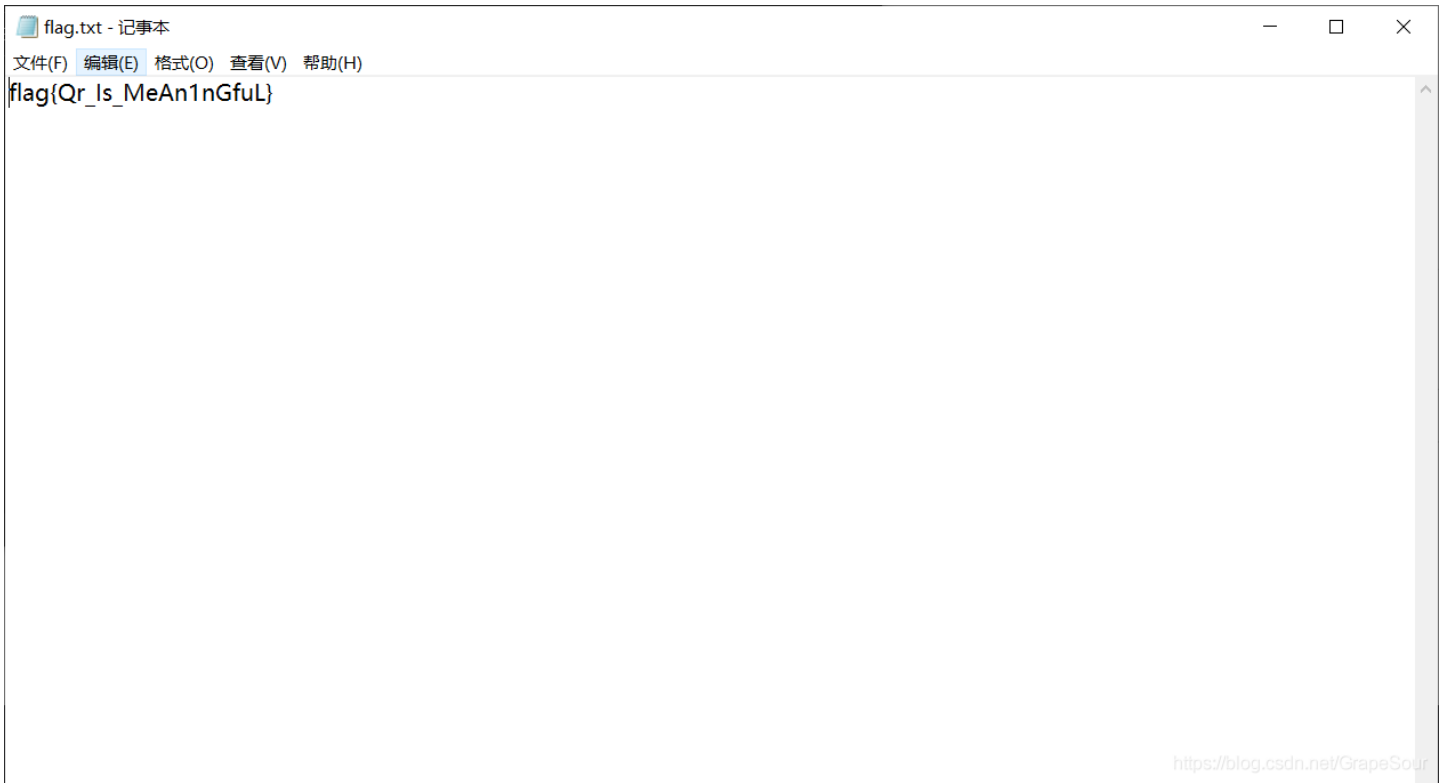 flag.txt - 记事本
文件(F) 编辑(E) 格式(O) 查看(V) 帮助(H)
flag{Qr_Is_MeAn1nGfuL}
https://blog.csdn.net/GrapeSour